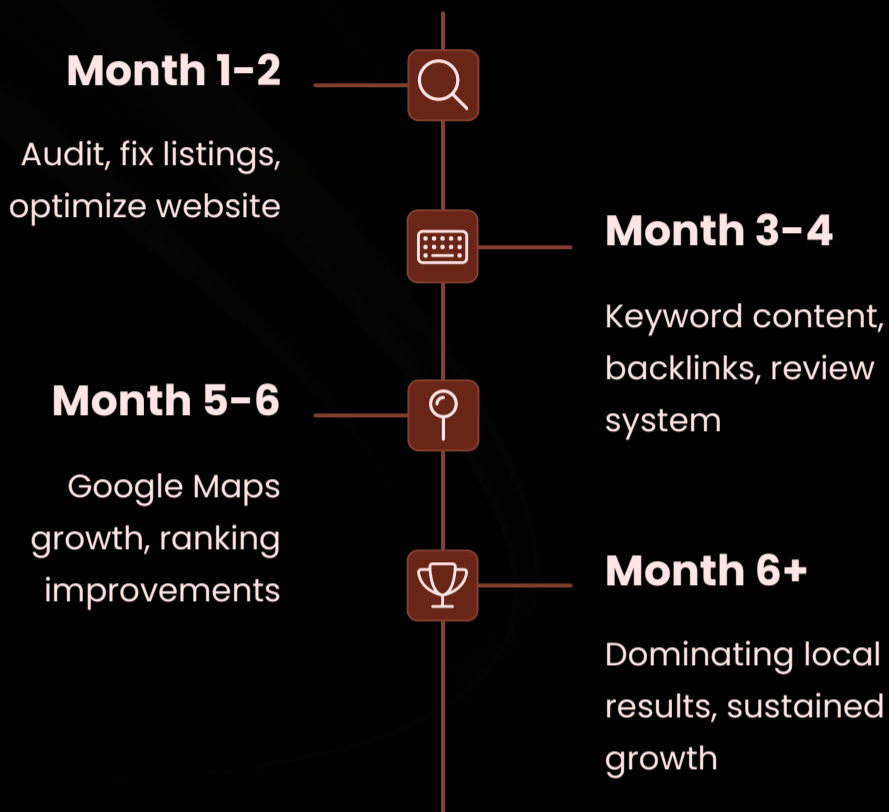 Month 1-2
Audit, fix listings,
optimize website
Month 3-4
Keyword content,
backlinks, review
system
Month 5-6
Google Maps
growth, ranking
improvements
Month 6+
Dominating local
results, sustained
growth